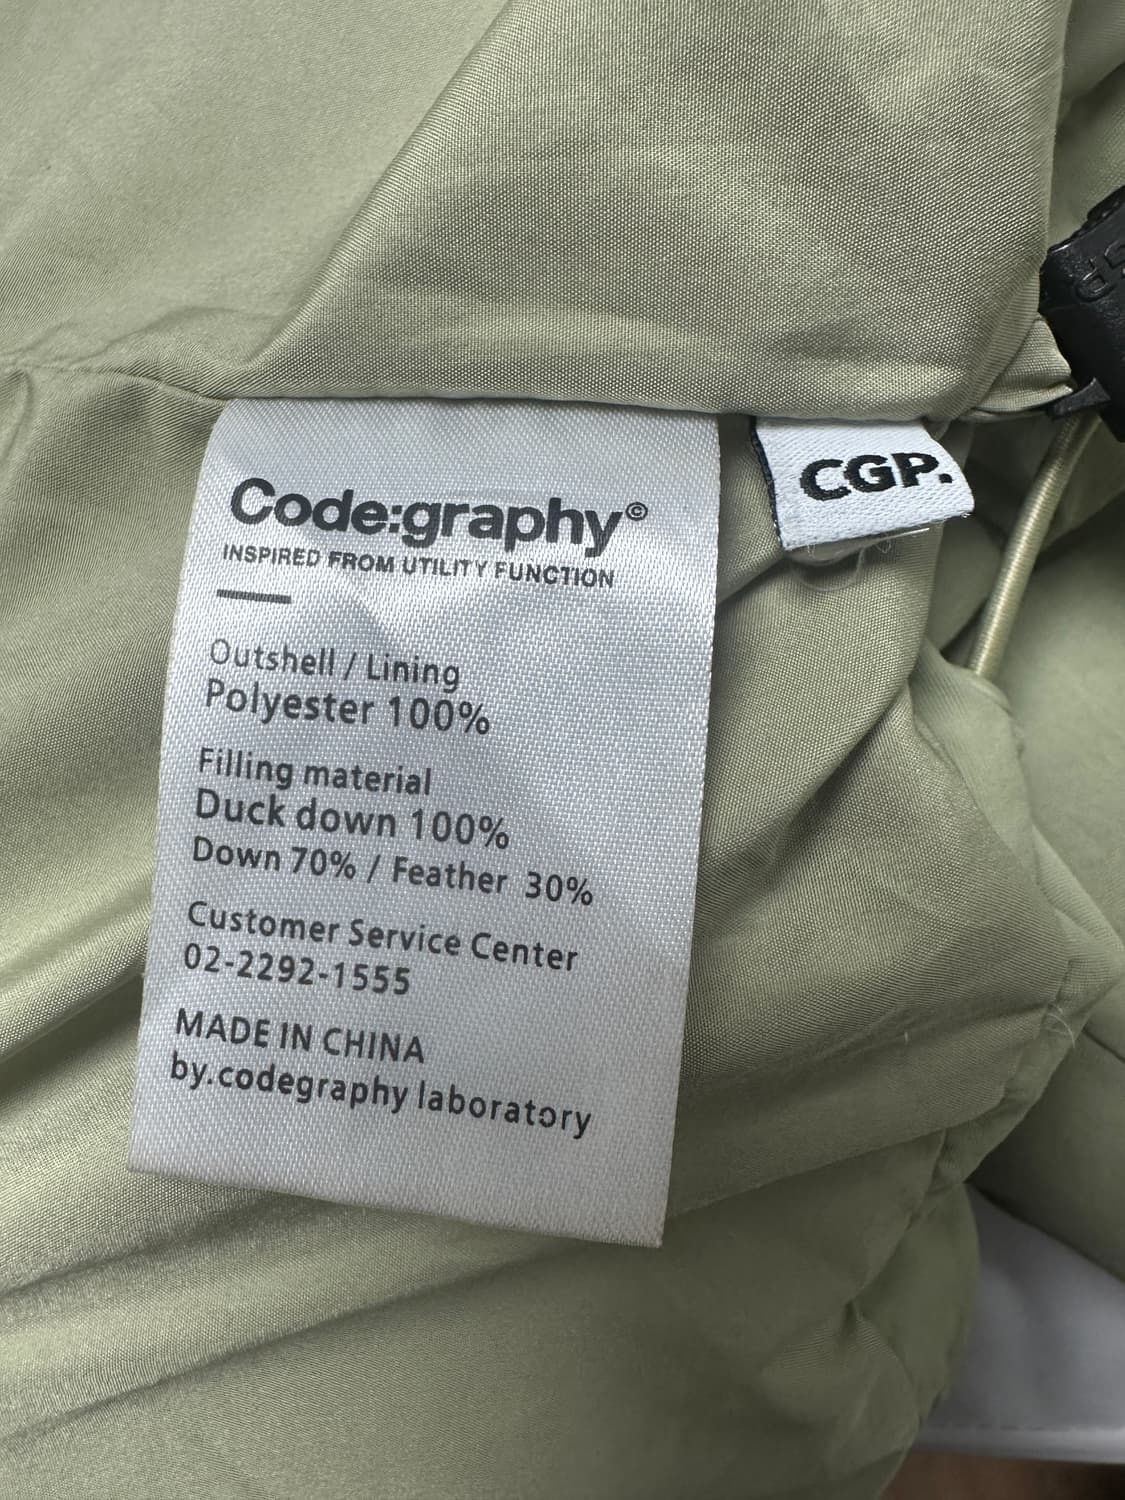 Code:graphy©
INSPIRED FROM UTILITY FUNCTION
Outshell / Lining
Polyester 100%
Filling material
Duck down 100%
Down 70% / Feather 30%
Customer Service Center
02-2292-1555
MADE IN CHINA
by.codegraphy laboratory
CGP.